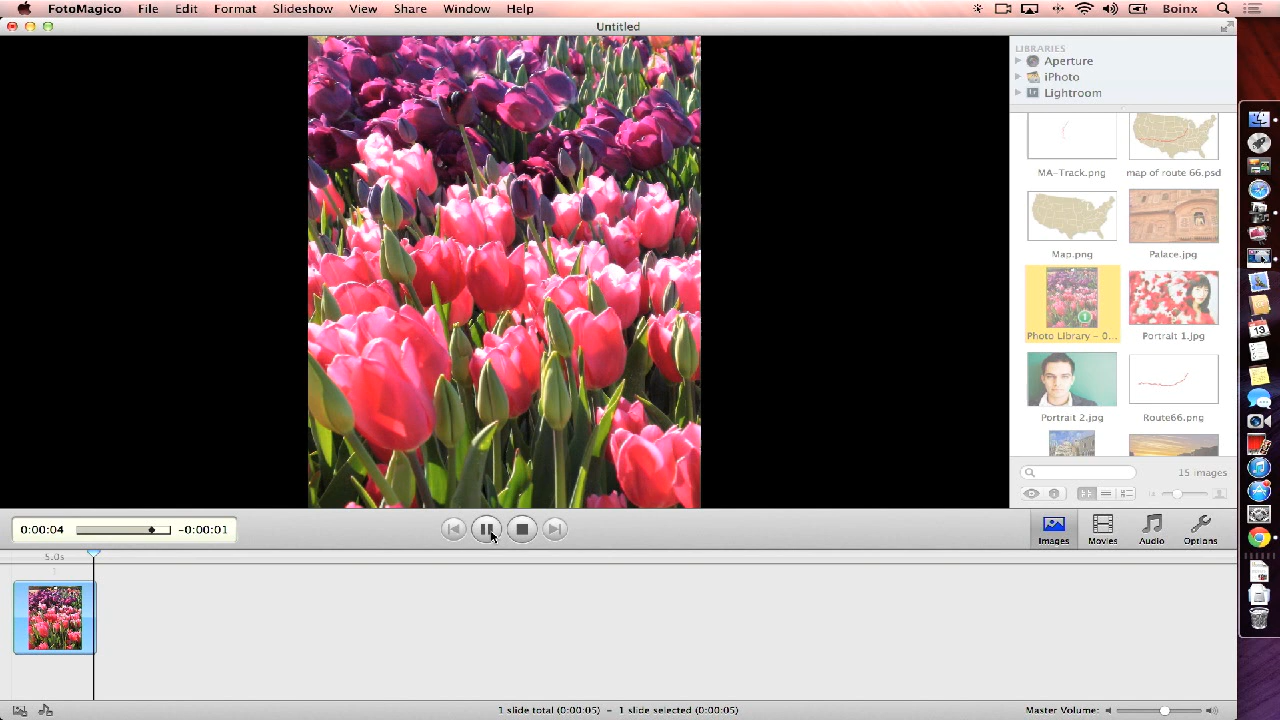 FotoMagico File Edit Format Slideshow View Share Window Help Boinx
Untitled
LIBRARIES
Aperture
iPhoto
Lightroom
MA-Track.png map of route 66.psd
Map.png Palace.jpg
Photo Library – 0... Portrait 1.jpg
Portrait 2.jpg Route66.png
15 images
0:00:04 -0:00:01
Images Movies Audio Options
5.0s
1
1 slide total (0:00:05) – 1 slide selected (0:00:05)
Master Volume: